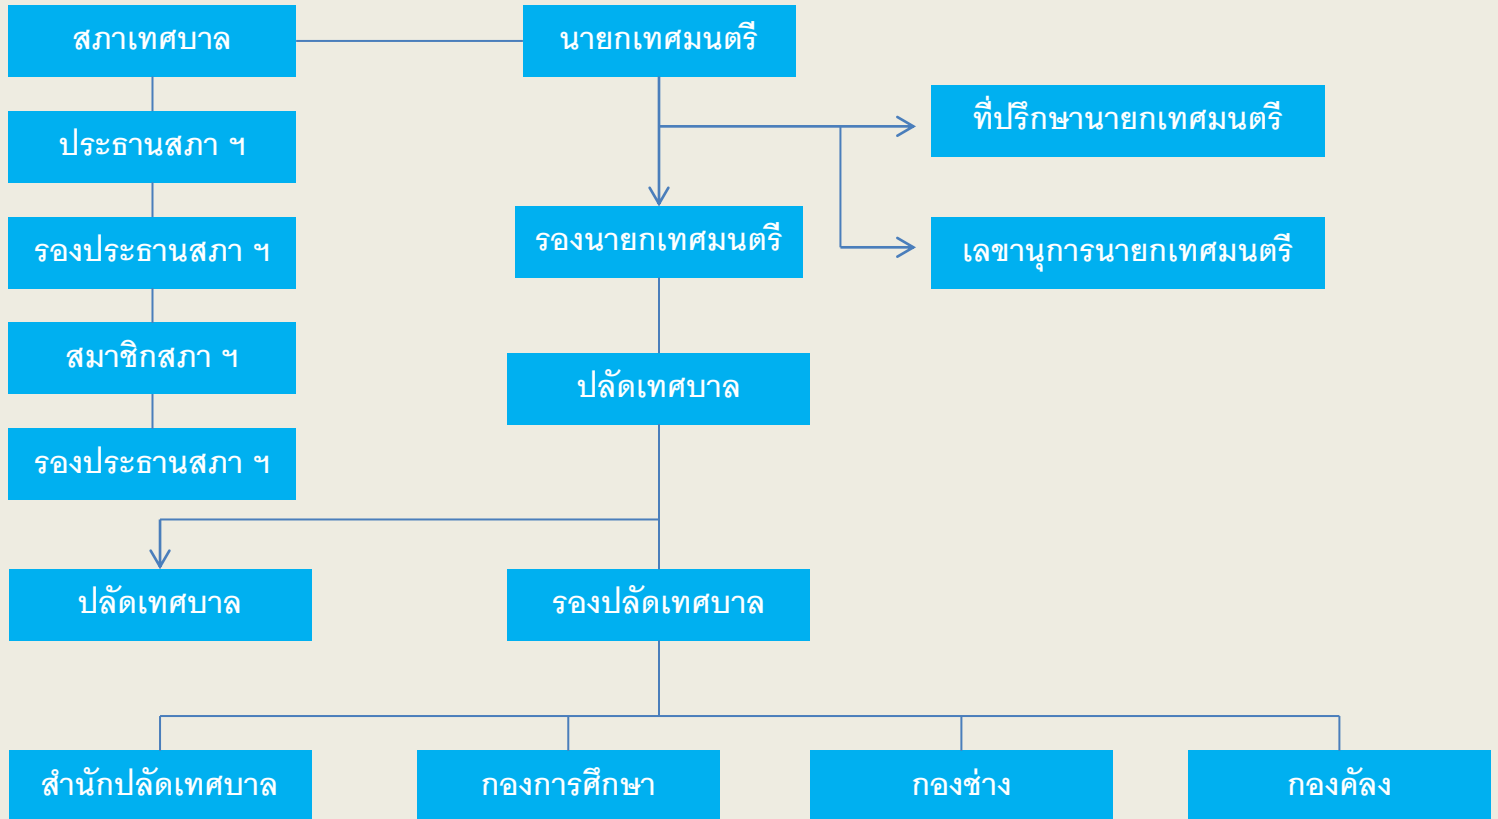 สภาเทศบาล
นายกเทศมนตรี
ที่ปรึกษานายกเทศมนตรี
ประธานสภา ฯ
รองนายกเทศมนตรี
รองประธานสภา ฯ
เลขานุการนายกเทศมนตรี
สมาชิกสภา ฯ
ปลัดเทศบาล
รองประธานสภา ฯ
ปลัดเทศบาล
รองปลัดเทศบาล
สำนักปลัดเทศบาล
กองการศึกษา
กองช่าง
กองคัลง